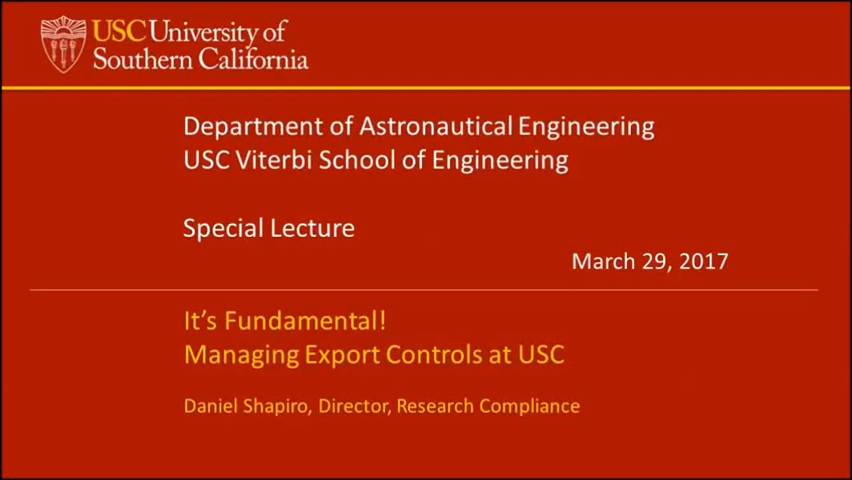 USC University of
Southern California
Department of Astronautical Engineering
USC Viterbi School of Engineering
Special Lecture
March 29, 2017
It's Fundamental!
Managing Export Controls at USC
Daniel Shapiro, Director, Research Compliance